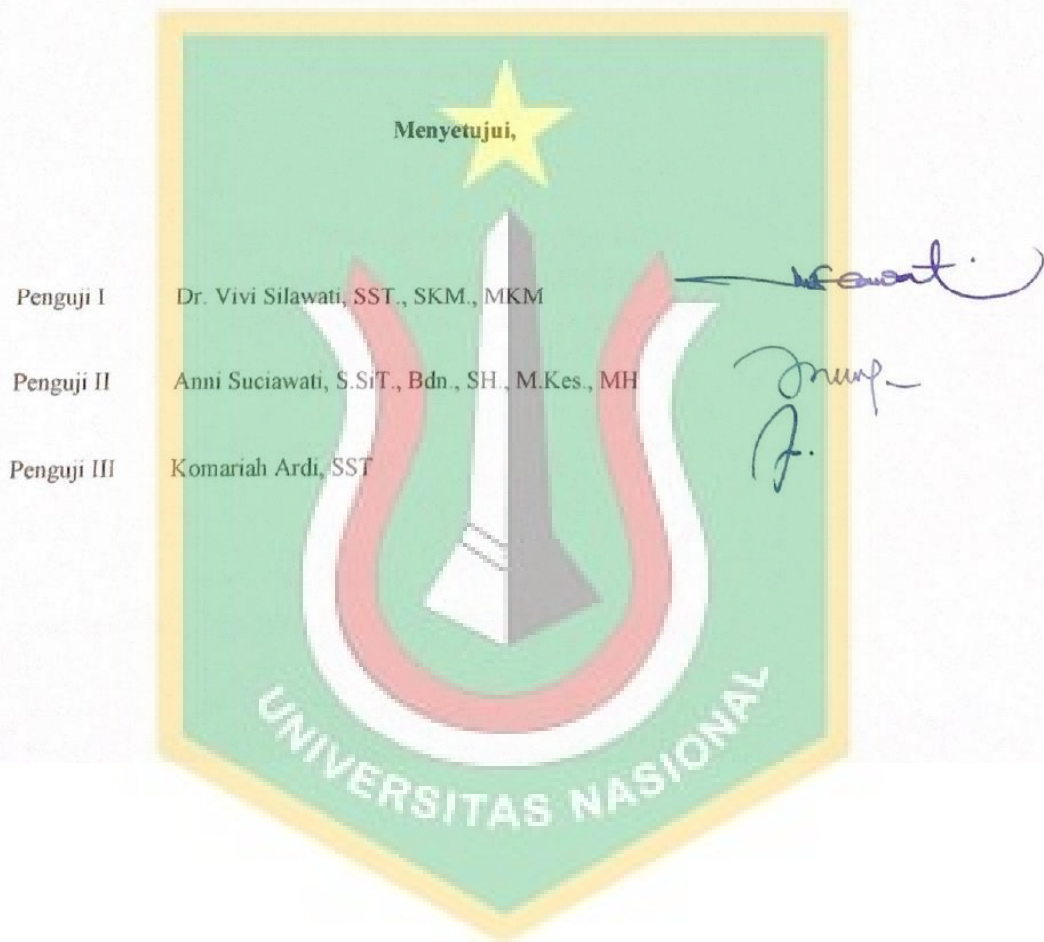 Menyetujui,
Penguji I Dr. Vivi Silawati, SST., SKM., MKM
Penguji II Anni Suciawati, S.SiT., Bdn., SH., M.Kes., MH
Penguji III Komariah Ardi, SST
UNIVERSITAS NASIONAL